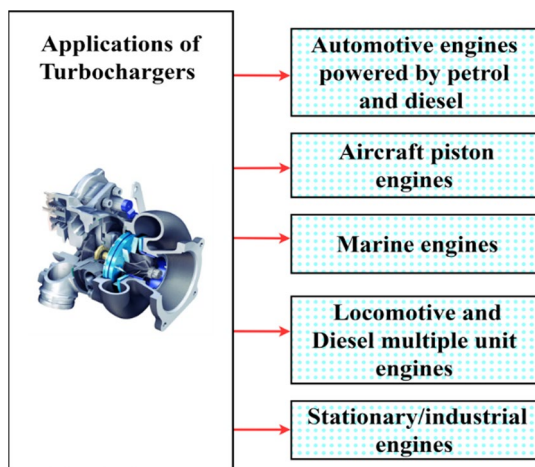 Applications of
Turbochargers
Automotive engines
powered by petrol
and diesel
Aircraft piston
engines
Marine engines
Locomotive and
Diesel multiple unit
engines
Stationary/industrial
engines